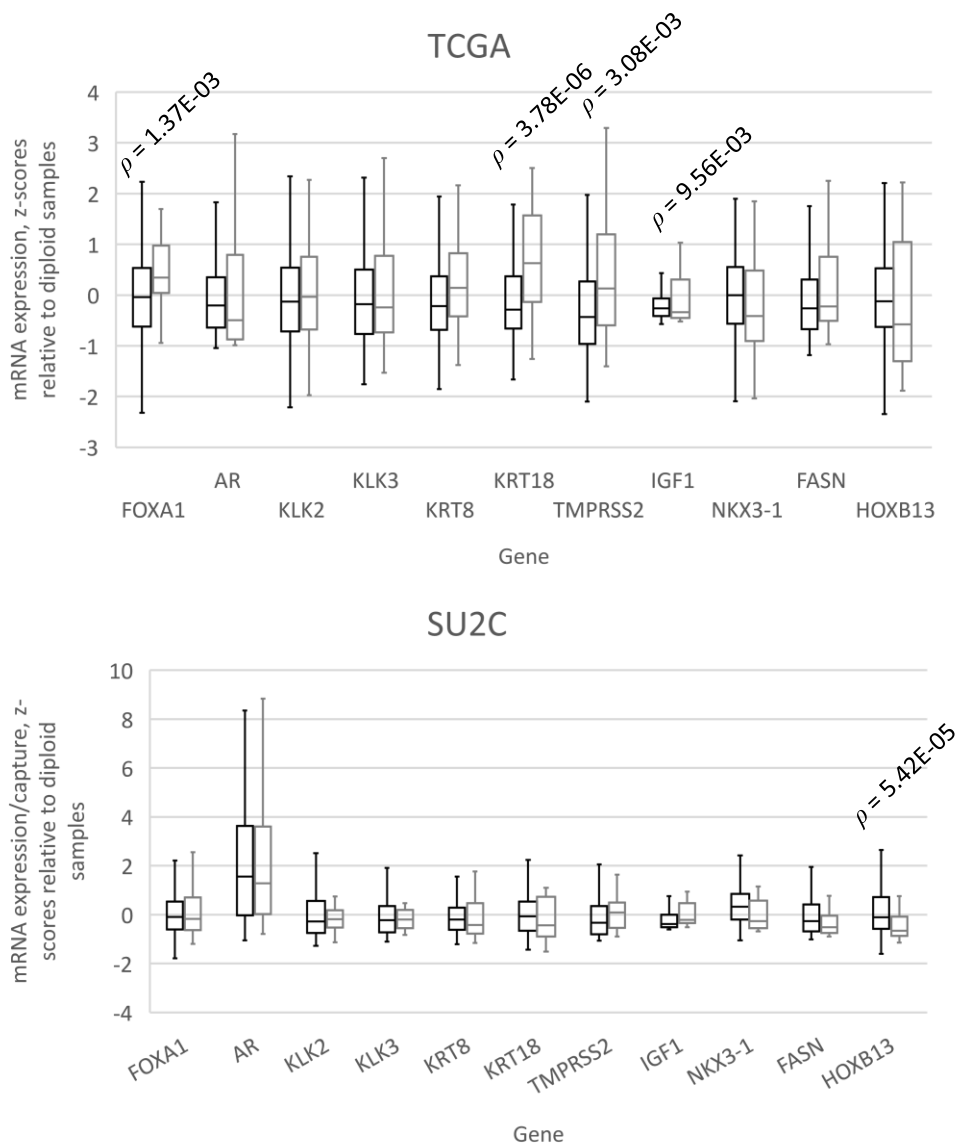 TCGA
ρ = 1.37E-03
ρ = 3.78E-06
ρ = 3.08E-03
ρ = 9.56E-03
mRNA expression, z-scores
relative to diploid samples
4
3
2
1
0
-1
-2
-3
AR
KLK3
KRT18
IGF1
FASN
FOXA1
KLK2
KRT8
TMPRSS2
NKX3-1
HOXB13
Gene
SU2C
ρ = 5.42E-05
mRNA expression/capture, z-
scores relative to diploid
samples
10
8
6
4
2
0
-2
-4
FOXA1
AR
KLK2
KLK3
KRT8
KRT18
TMPRSS2
IGF1
NKX3-1
FASN
HOXB13
Gene